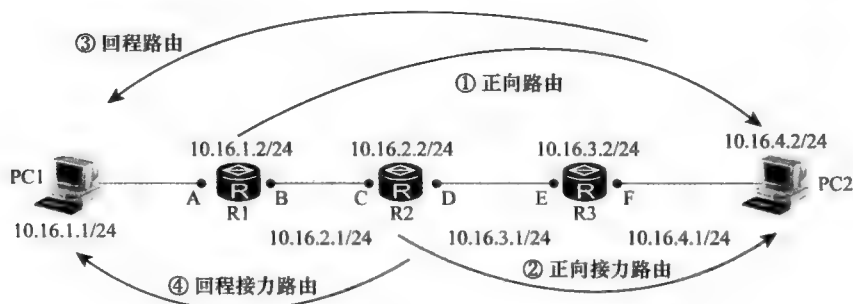 ③ 回程路由
① 正向路由
10.16.1.2/24
10.16.2.2/24
10.16.3.2/24
10.16.4.2/24
PC1
A
R
B
C
R
D
E
R
F
PC2
R1
R2
R3
10.16.1.1/24
10.16.2.1/24
10.16.3.1/24
10.16.4.1/24
④ 回程接力路由
② 正向接力路由